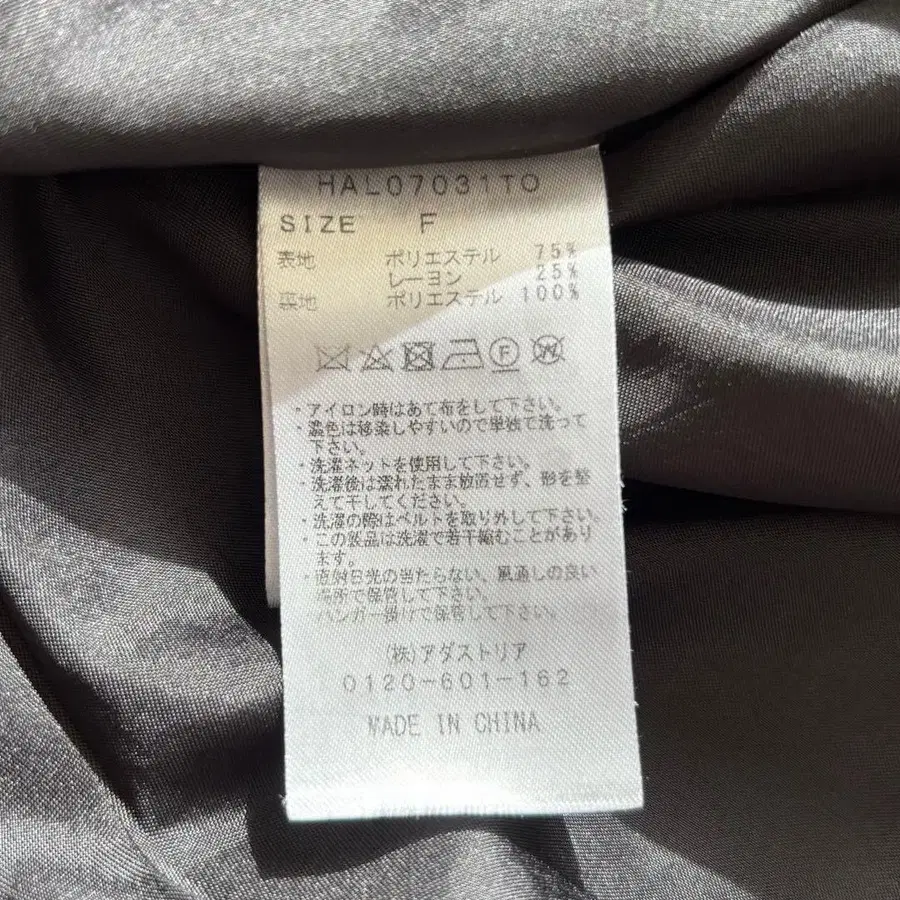 HAL07031TO
SIZE F
表地 ポリエステル 75%
レーヨン 25%
裏地 ポリエステル 100%
F W
・アイロン時はあて布をして下さい。
・濃色は移染しやすいので単独で洗って
下さい。
・洗濯ネットを使用して下さい。
・洗濯後は濡れたまま放置せず、形を整
えて干してください。
・洗濯の際はベルトを取り外して下さい。
・この製品は洗濯で若干縮むことがあり
ます。
・直射日光の当たらない、風通しの良い
場所で保管して下さい。
ハンガー掛けで保管して下さい。
(株)アダストリア
0120-601-162
MADE IN CHINA